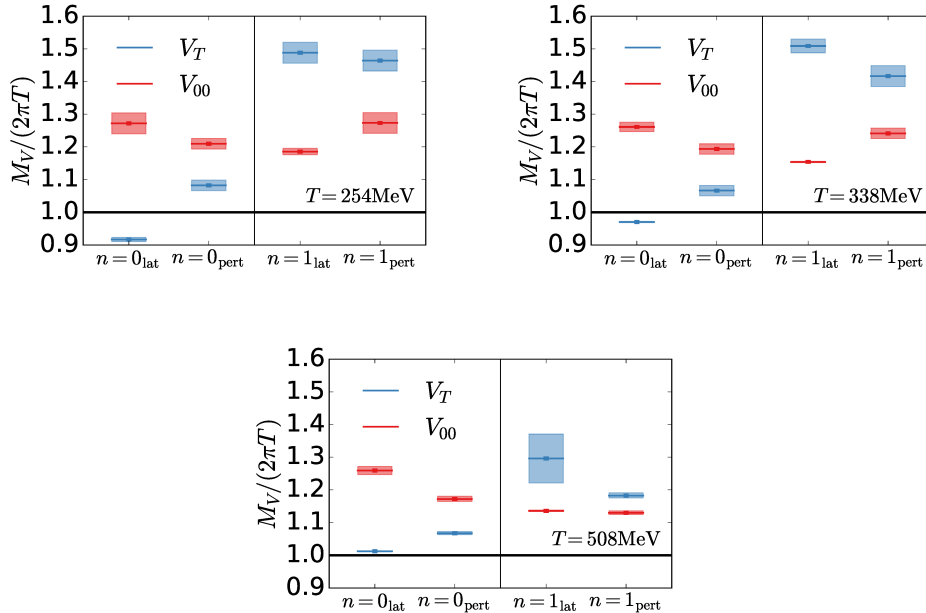 1.6
1.5
1.4
1.3
1.2
1.1
1.0
0.9
M_V/(2πT)
V_T
V_00
T = 254MeV
n = 0_lat
n = 0_pert
n = 1_lat
n = 1_pert
1.6
1.5
1.4
1.3
1.2
1.1
1.0
0.9
M_V/(2πT)
V_T
V_00
T = 338MeV
n = 0_lat
n = 0_pert
n = 1_lat
n = 1_pert
1.6
1.5
1.4
1.3
1.2
1.1
1.0
0.9
M_V/(2πT)
V_T
V_00
T = 508MeV
n = 0_lat
n = 0_pert
n = 1_lat
n = 1_pert